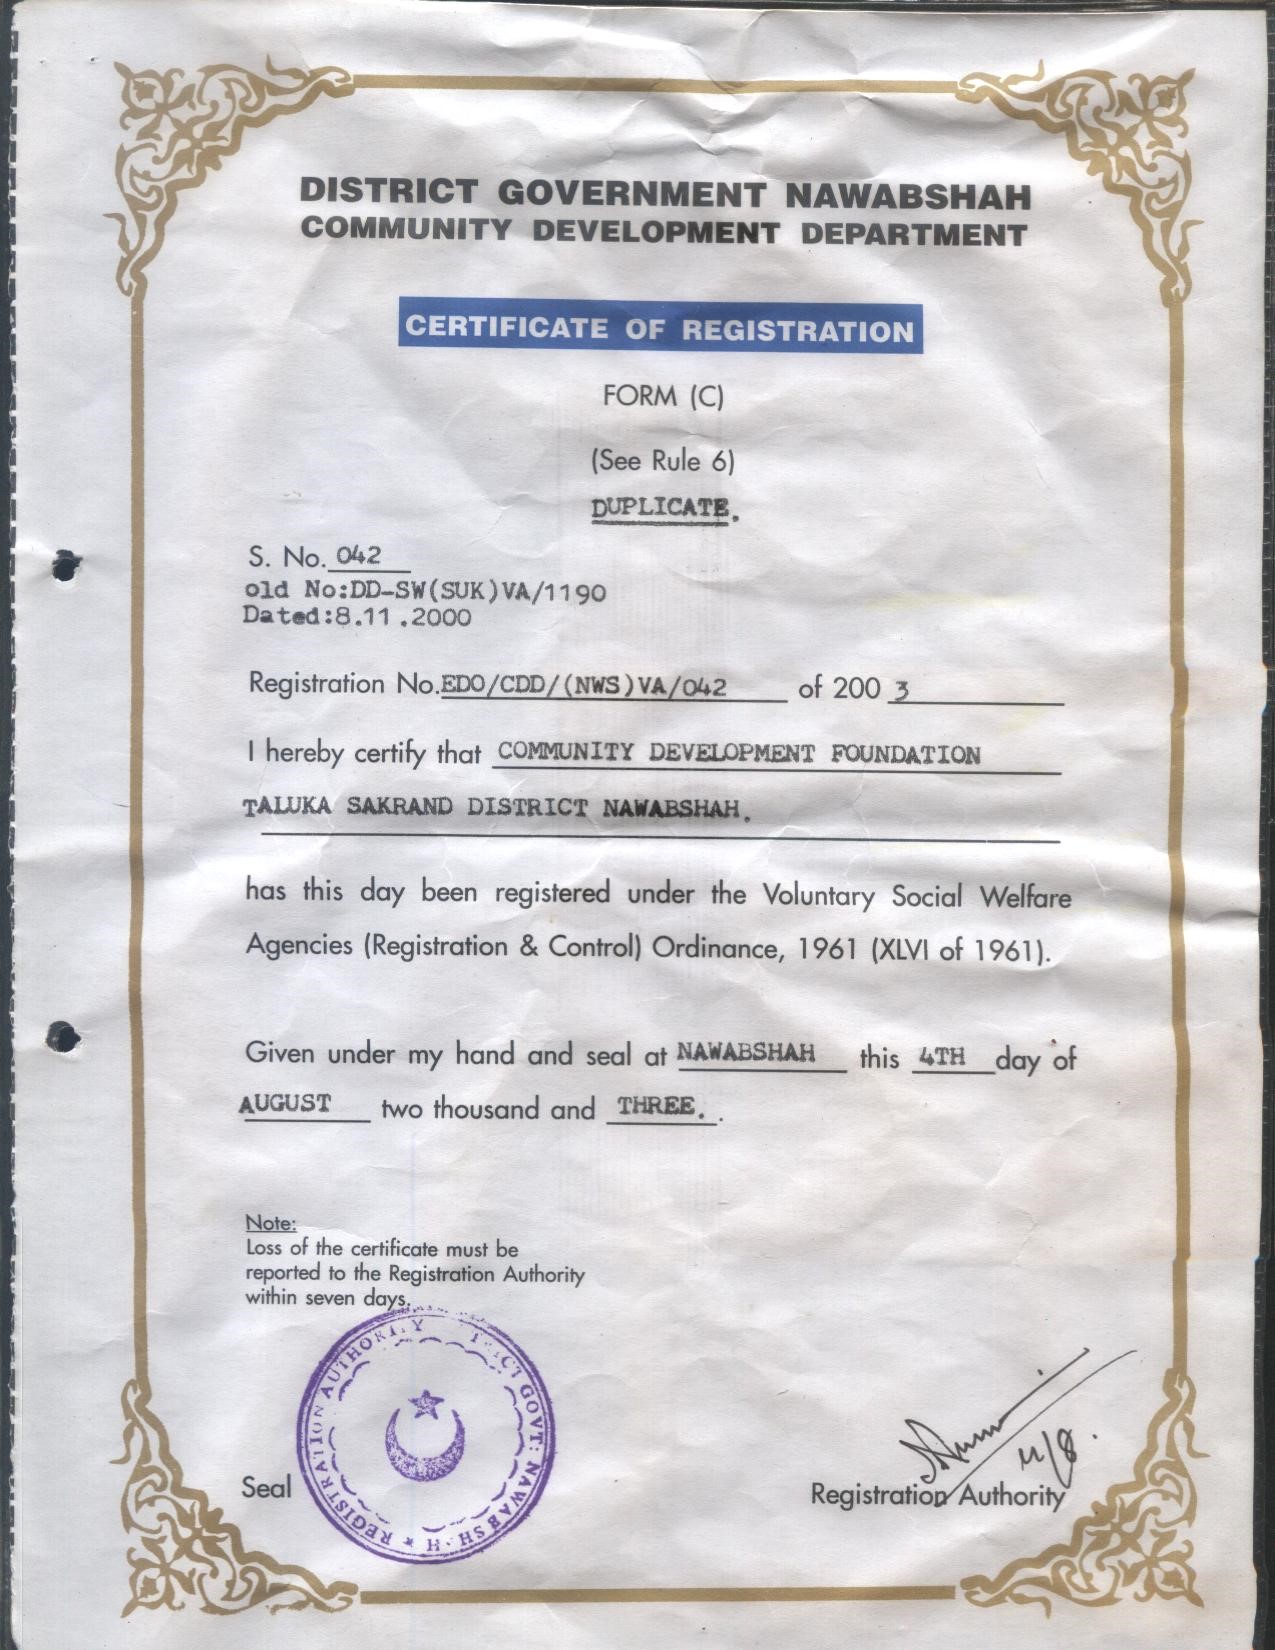 DISTRICT GOVERNMENT NAWABSHAH
COMMUNITY DEVELOPMENT DEPARTMENT
CERTIFICATE OF REGISTRATION
FORM (C)
(See Rule 6)
DUPLICATE.
S. No. 042
old No:DD-SW(SUK)VA/1190
Dated:8.11.2000
Registration No.EDO/CDD/(NWS)VA/042 of 200 3
I hereby certify that COMMUNITY DEVELOPMENT FOUNDATION
TALUKA SAKRAND DISTRICT NAWABSHAH.
has this day been registered under the Voluntary Social Welfare
Agencies (Registration & Control) Ordinance, 1961 (XLVI of 1961).
Given under my hand and seal at NAWABSHAH this 4TH day of
AUGUST two thousand and THREE. .
Note:
Loss of the certificate must be
reported to the Registration Authority
within seven days.
REGISTRATION AUTHORITY
GOVT: NAWABSH H
Seal
Registration Authority